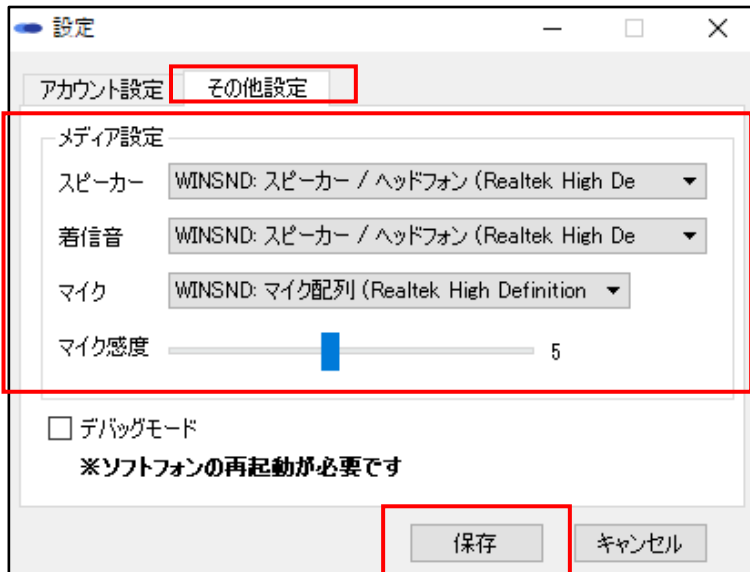 設定
アカウント設定 その他設定
メディア設定
スピーカー WINSND: スピーカー / ヘッドフォン (Realtek High De
着信音 WINSND: スピーカー / ヘッドフォン (Realtek High De
マイク WINSND: マイク配列 (Realtek High Definition
マイク感度 5
デバッグモード
※ソフトフォンの再起動が必要です
保存 キャンセル